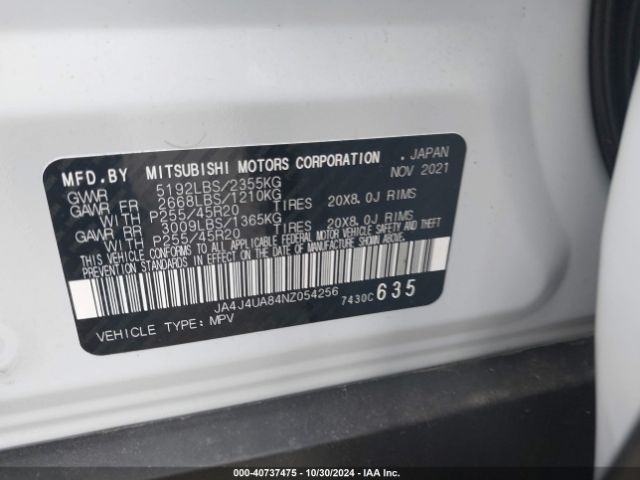 MFD.BY MITSUBISHI MOTORS CORPORATION . JAPAN
GVWR 5192LBS/2355KG NOV 2021
GAWR FR 2668LBS/1210KG
WITH P255/45R20 TIRES 20X8.0J RIMS
GAWR RR 3009LBS/1365KG
WITH P255/45R20 TIRES 20X8.0J RIMS
THIS VEHICLE CONFORMS TO ALL APPLICABLE FEDERAL MOTOR VEHICLE SAFETY, BUMPER AND THEFT
PREVENTION STANDARDS IN EFFECT ON THE DATE OF MANUFACTURE SHOWN ABOVE.
JA4J4UA84NZ054256 7430C 635
VEHICLE TYPE: MPV
000-40737475 - 10/30/2024 - IAA